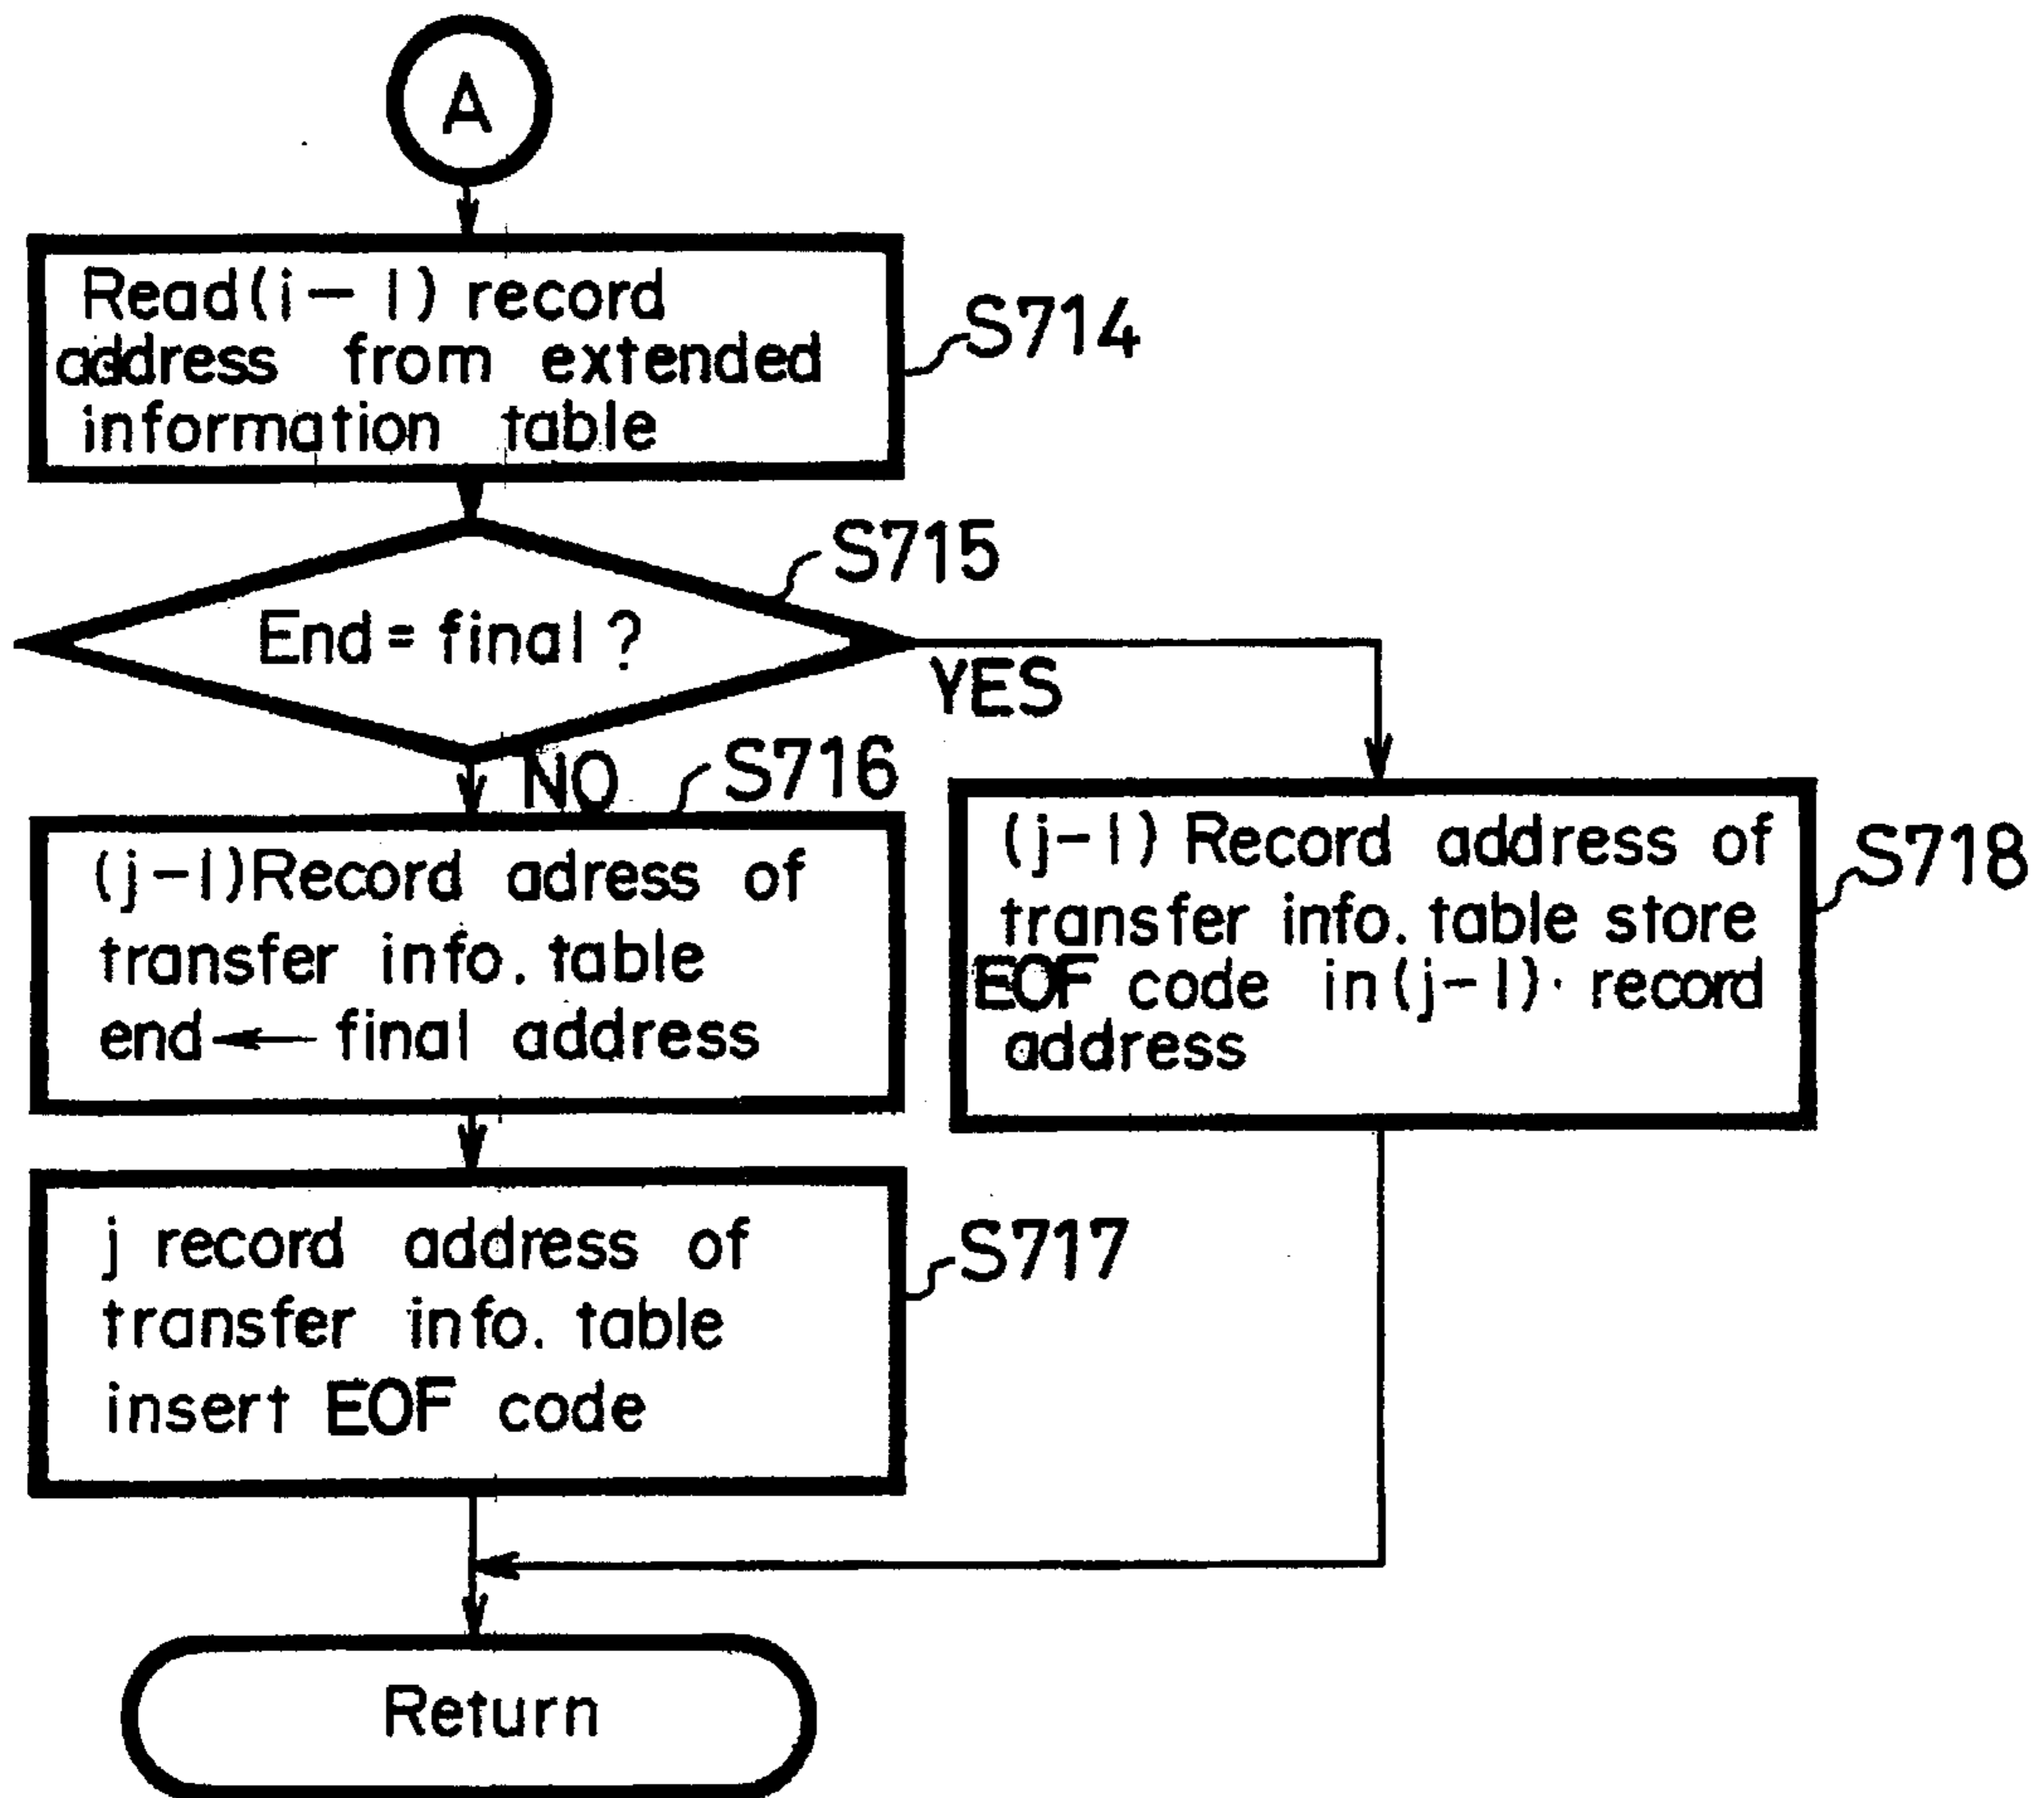 A
Read(i-1) record
address from extended
information table
S714
S715
End=final?
YES
NO
S716
(j-1)Record adress of
transfer info. table
end← final address
(j-1) Record address of
transfer info. table store
EOF code in(j-1)· record
address
S718
j record address of
transfer info. table
insert EOF code
S717
Return